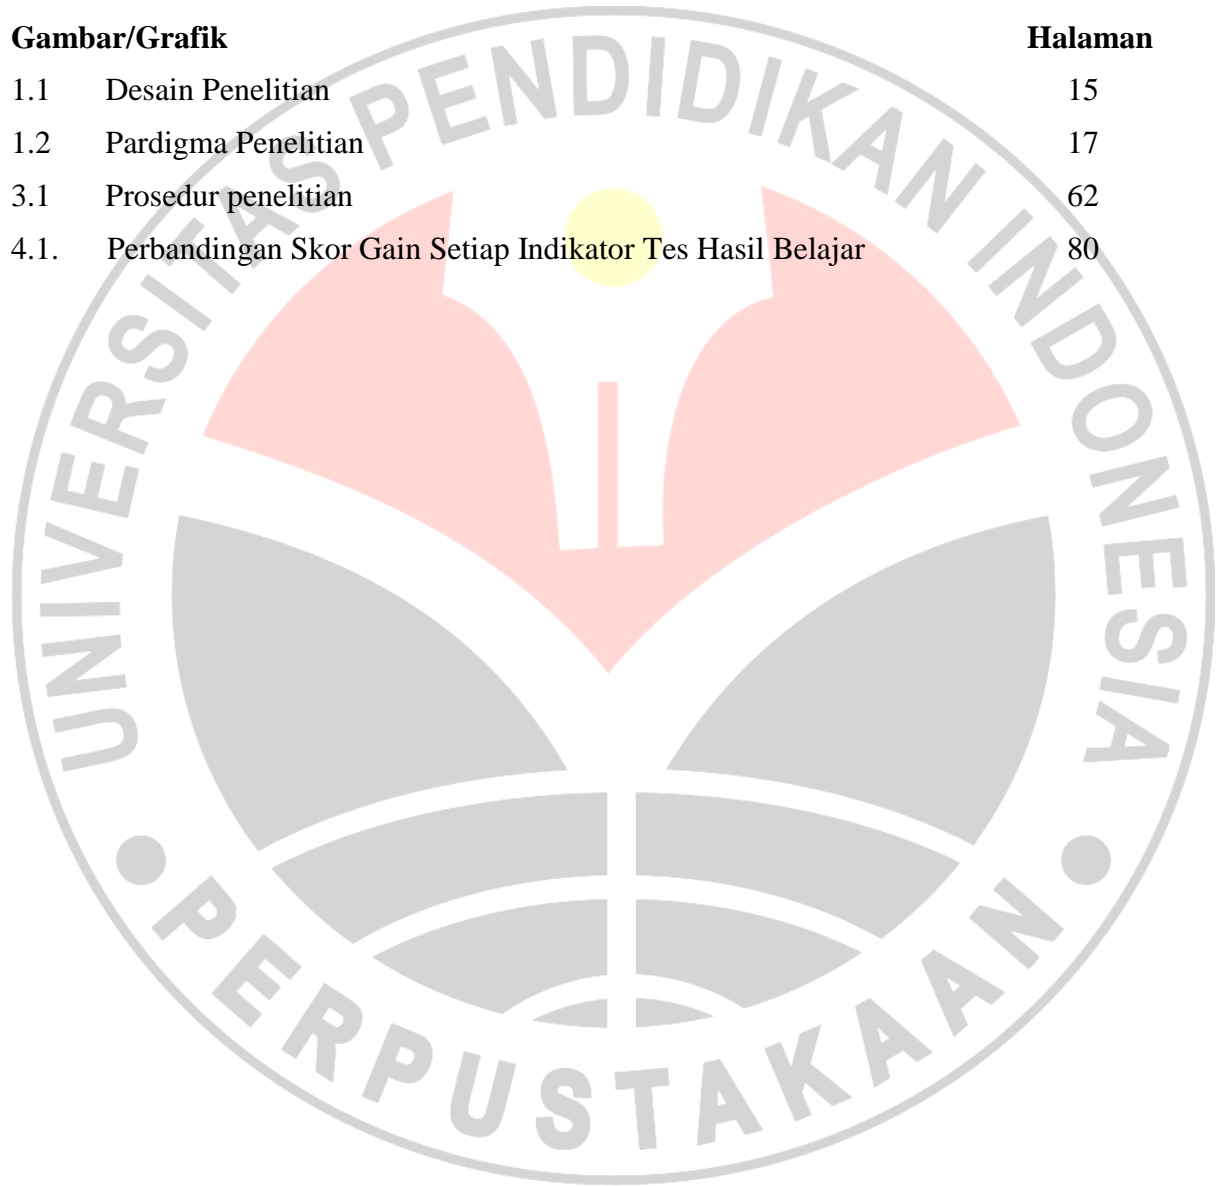 Gambar/Grafik Halaman
1.1 Desain Penelitian 15
1.2 Pardigma Penelitian 17
3.1 Prosedur penelitian 62
4.1. Perbandingan Skor Gain Setiap Indikator Tes Hasil Belajar 80
UNIVERSITAS PENDIDIKAN INDONESIA
PERPUSTAKAAN